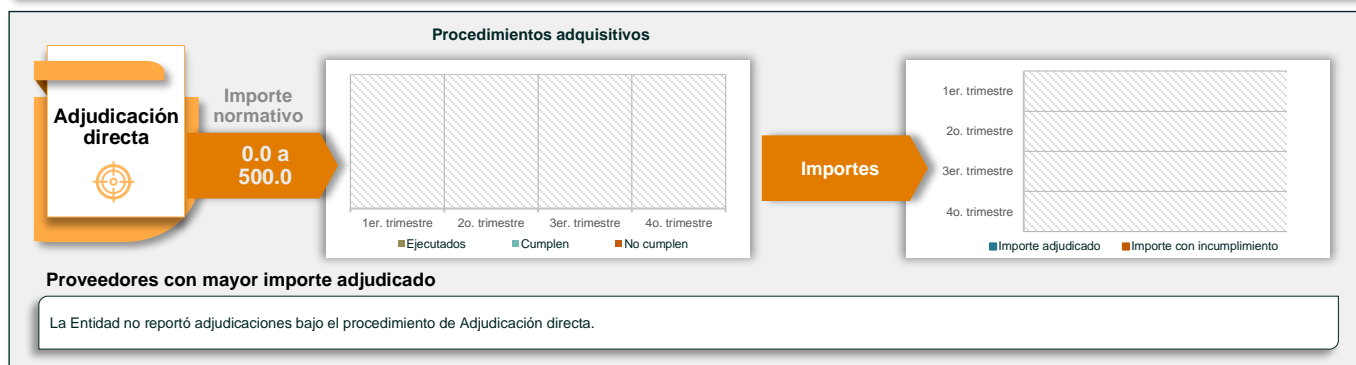 Procedimientos adquisitivos
Adjudicación
directa
Importe
normativo
0.0 a
500.0
1er. trimestre
2o. trimestre
3er. trimestre
4o. trimestre
Ejecutados
Cumplen
No cumplen
Importes
1er. trimestre
2o. trimestre
3er. trimestre
4o. trimestre
Importe adjudicado
Importe con incumplimiento
Proveedores con mayor importe adjudicado
La Entidad no reportó adjudicaciones bajo el procedimiento de Adjudicación directa.